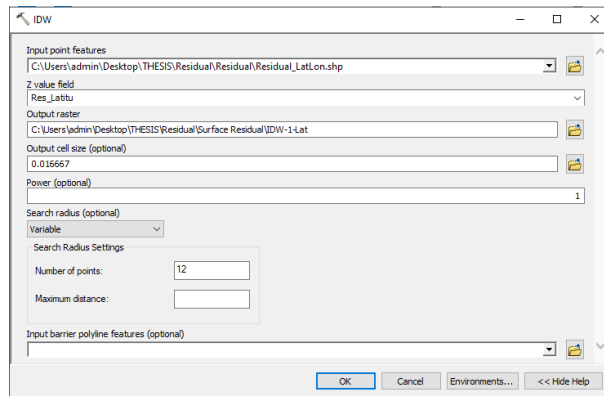 IDW
Input point features
C:\Users\admin\Desktop\THESIS\Residual\Residual\Residual_LatLon.shp
Z value field
Res_Latitu
Output raster
C:\Users\admin\Desktop\THESIS\Residual\Surface Residual\IDW-1-Lat
Output cell size (optional)
0.016667
Power (optional)
1
Search radius (optional)
Variable
Search Radius Settings
Number of points:
12
Maximum distance:
Input barrier polyline features (optional)
OK Cancel Environments... << Hide Help